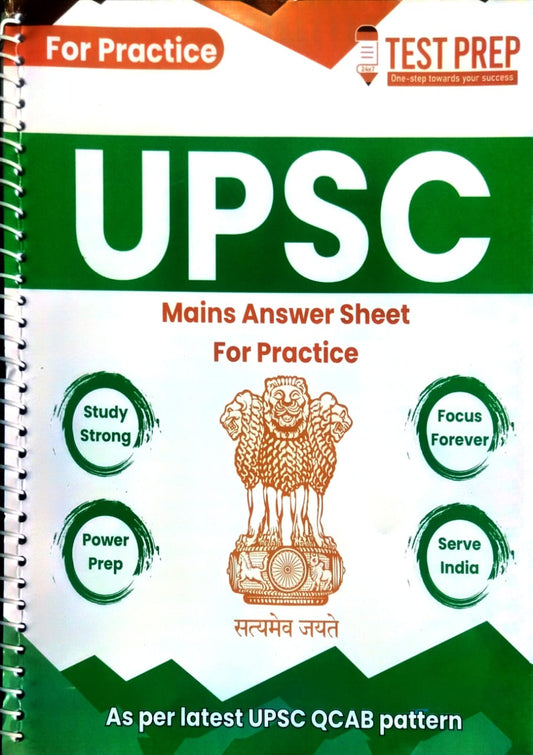 For Practice
24x7
TEST PREP
One-step towards your success
UPSC
Mains Answer Sheet
For Practice
Study
Strong
Focus
Forever
Power
Prep
Serve
India
सत्यमेव जयते
As per latest UPSC QCAB pattern